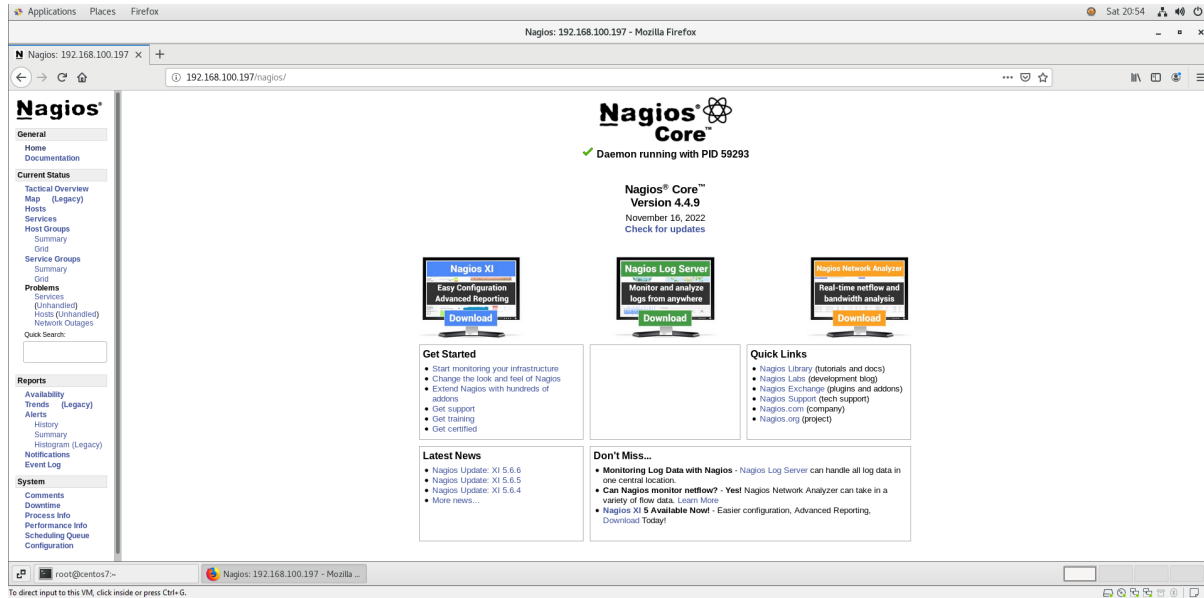 Applications Places Firefox Sat 20:54
Nagios: 192.168.100.197 - Mozilla Firefox
N Nagios: 192.168.100.197
192.168.100.197/nagios/
Nagios®
General
Home
Documentation
Current Status
Tactical Overview
Map (Legacy)
Hosts
Services
Host Groups
Summary
Grid
Service Groups
Summary
Grid
Problems
Services
(Unhandled)
Hosts (Unhandled)
Network Outages
Quick Search:
Reports
Availability
Trends (Legacy)
Alerts
History
Summary
Histogram (Legacy)
Notifications
Event Log
System
Comments
Downtime
Process Info
Performance Info
Scheduling Queue
Configuration
Nagios®
Core™
Daemon running with PID 59293
Nagios® Core™
Version 4.4.9
November 16, 2022
Check for updates
Nagios XI
Easy Configuration
Advanced Reporting
Download
Nagios Log Server
Monitor and analyze
logs from anywhere
Download
Nagios Network Analyzer
Real-time netflow and
bandwidth analysis
Download
Get Started
• Start monitoring your infrastructure
• Change the look and feel of Nagios
• Extend Nagios with hundreds of
addons
• Get support
• Get training
• Get certified
Quick Links
• Nagios Library (tutorials and docs)
• Nagios Labs (development blog)
• Nagios Exchange (plugins and addons)
• Nagios Support (tech support)
• Nagios.com (company)
• Nagios.org (project)
Latest News
• Nagios Update: XI 5.6.6
• Nagios Update: XI 5.6.5
• Nagios Update: XI 5.6.4
• More news...
Don't Miss...
• Monitoring Log Data with Nagios - Nagios Log Server can handle all log data in
one central location.
• Can Nagios monitor netflow? - Yes! Nagios Network Analyzer can take in a
variety of flow data. Learn More
• Nagios XI 5 Available Now! - Easier configuration, Advanced Reporting,
Download Today!
root@centos7:~ Nagios: 192.168.100.197 - Mozilla ...
To direct input to this VM, click inside or press Ctrl+G.